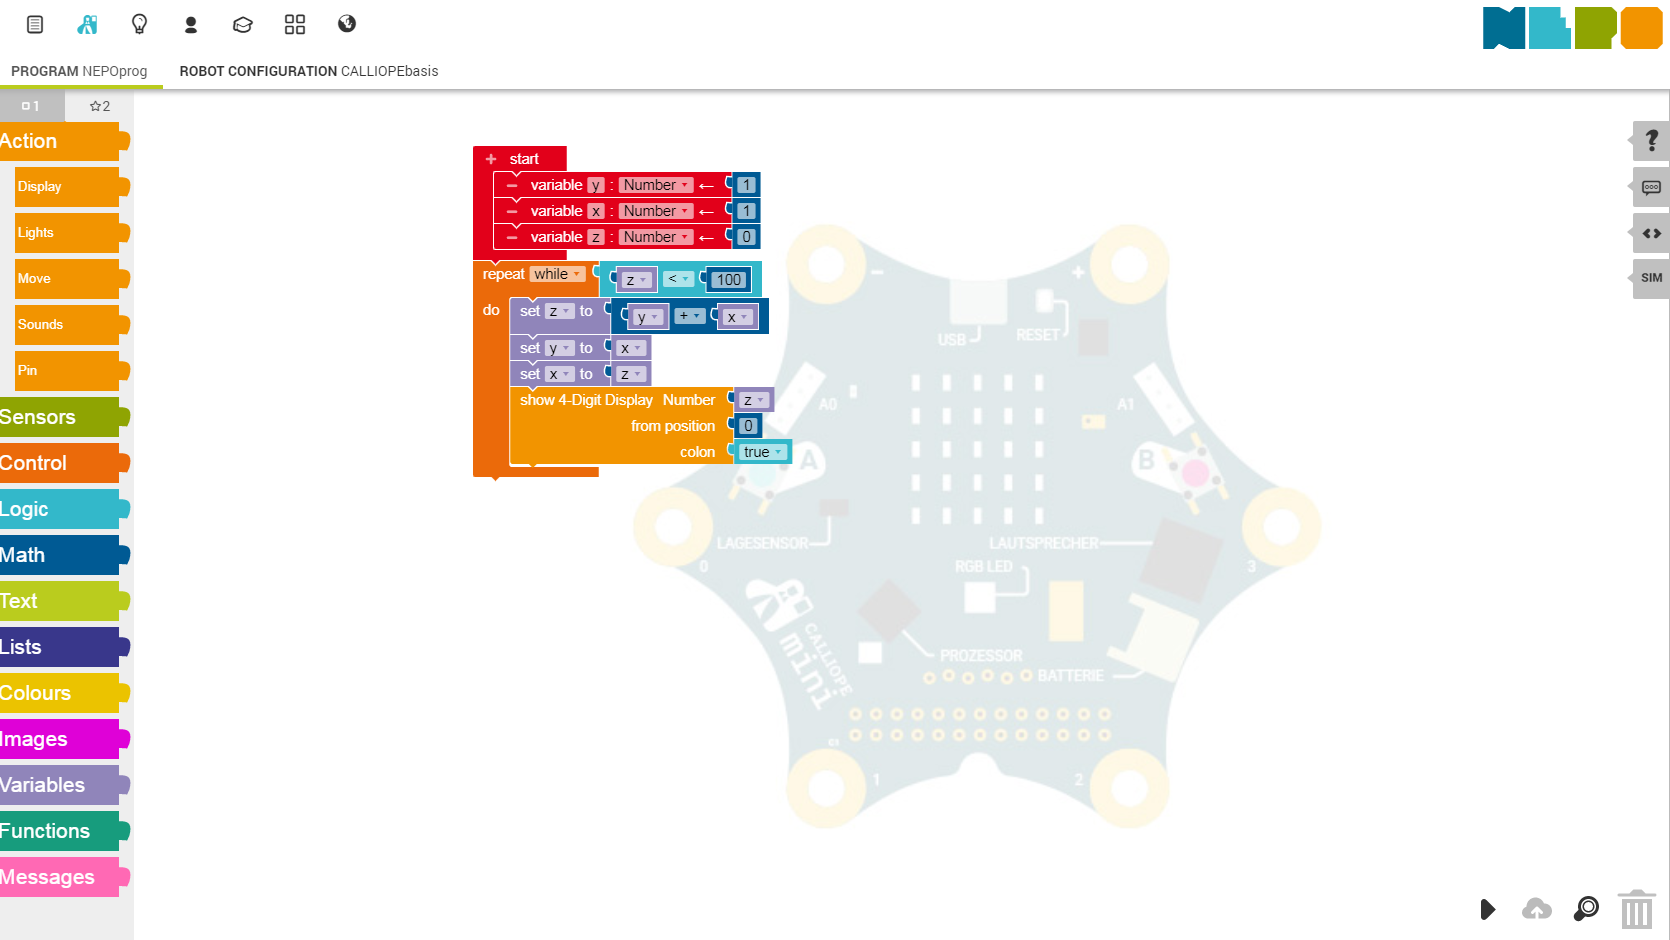 PROGRAM NEPOprog
ROBOT CONFIGURATION CALLIOPEbasis
1
2
Action
Display
Lights
Move
Sounds
Pin
Sensors
Control
Logic
Math
Text
Lists
Colours
Images
Variables
Functions
Messages
+ start
− variable y : Number ← 1
− variable x : Number ← 1
− variable z : Number ← 0
repeat while z < 100
do set z to y + x
set y to x
set x to z
show 4-Digit Display Number z
from position 0
colon true
− +
USB
RESET
A0
A1
A
B
LAGESENSOR
LAUTSPRECHER
0
RGB LED
3
CALLIOPE
mini
PROZESSOR
BATTERIE
1
2
?
SIM